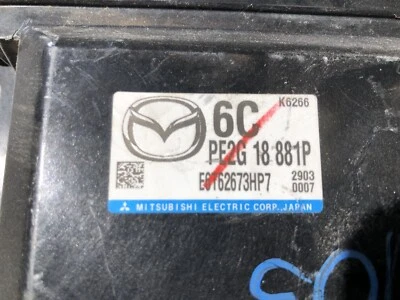 K6266
6C
PE2G 18 881P
E6T62673HP7
2903
0007
MITSUBISHI ELECTRIC CORP. JAPAN